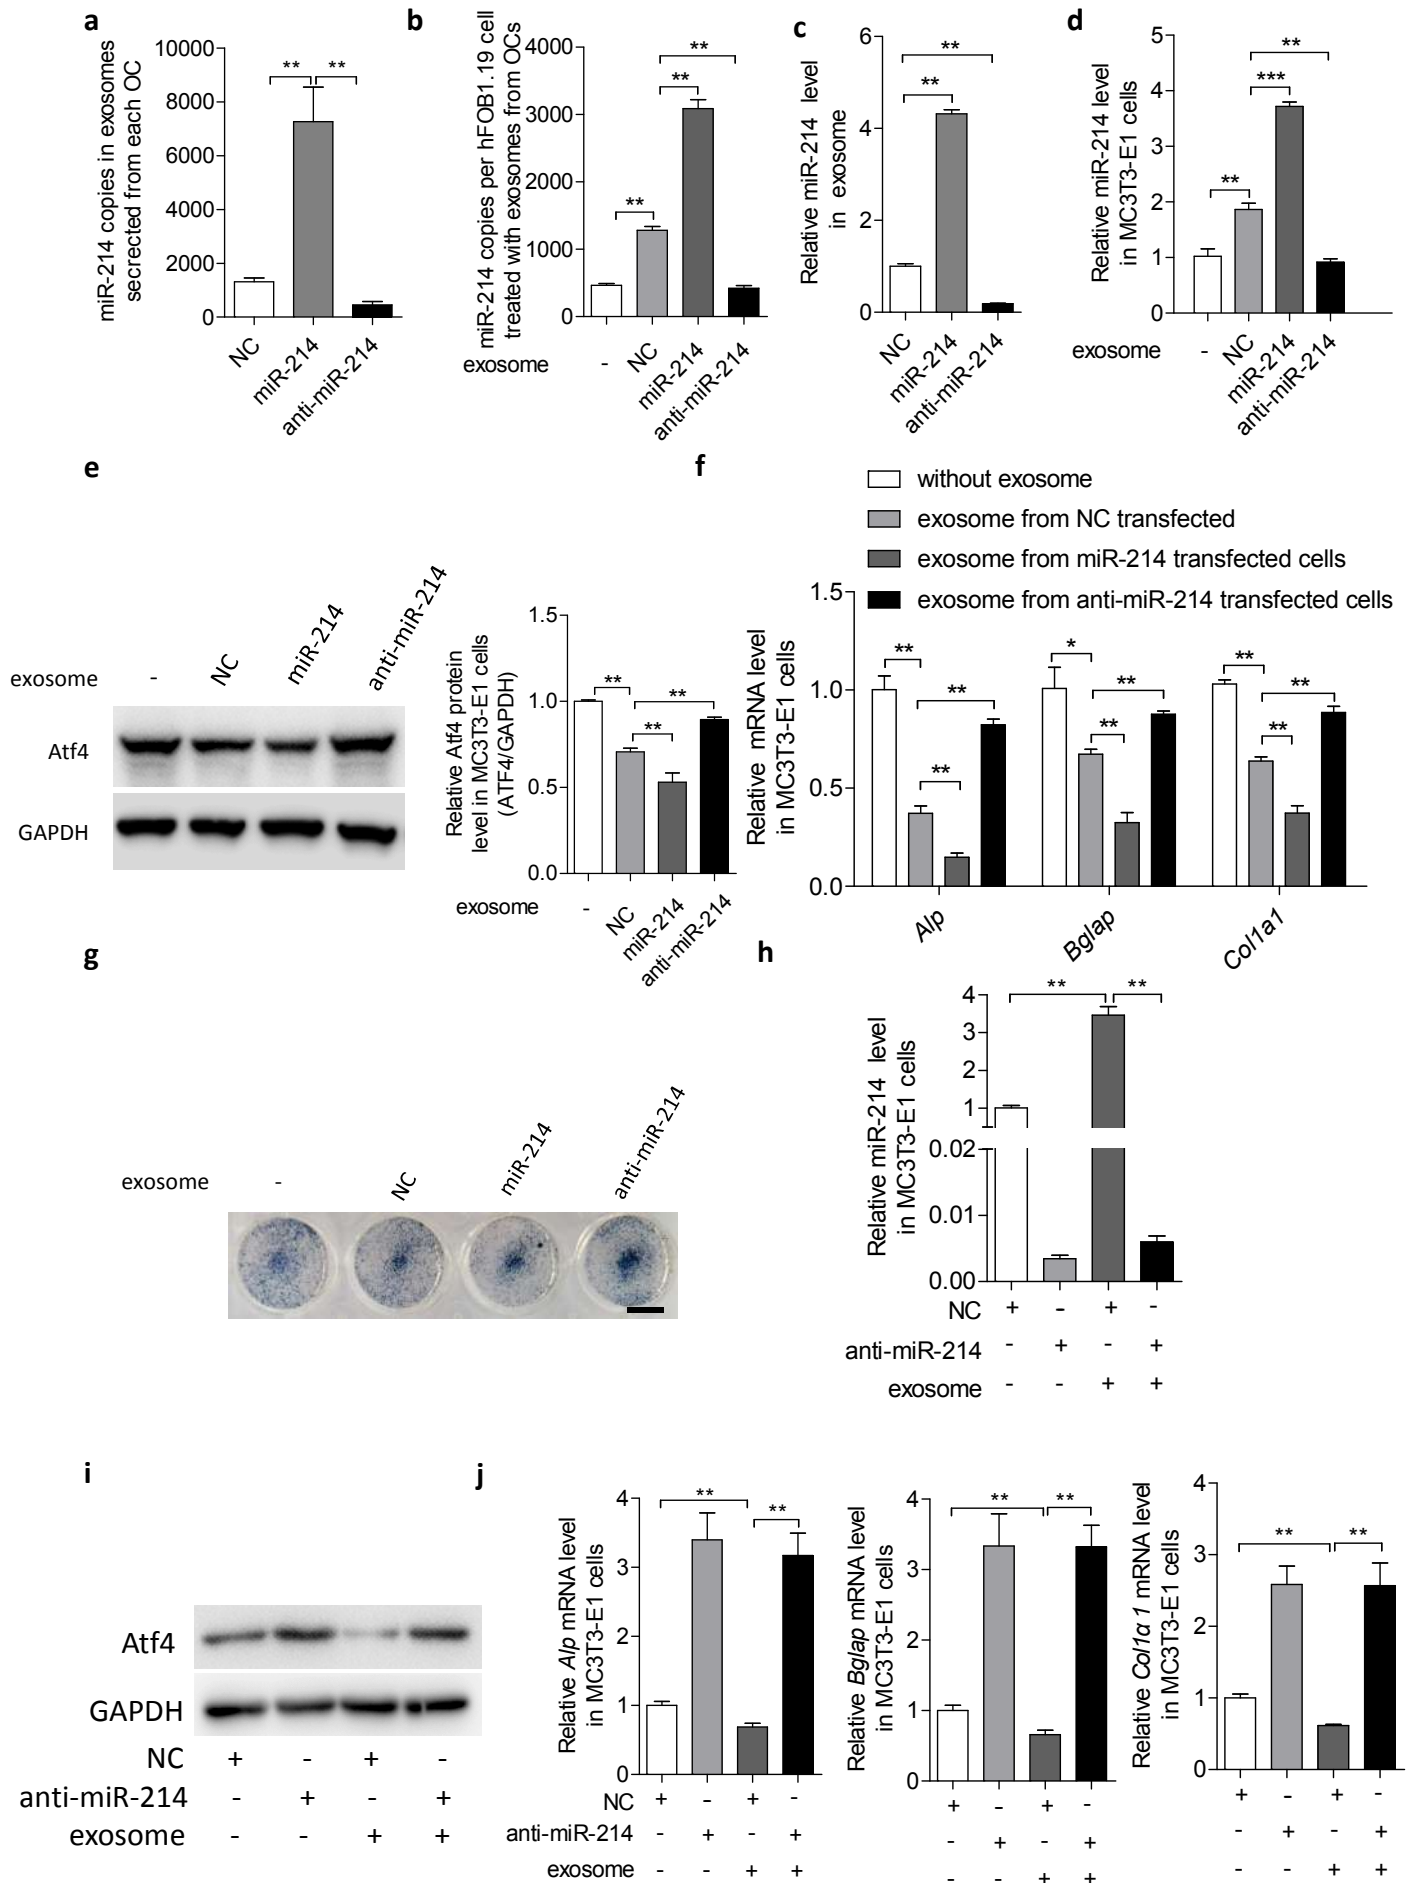 a
miR-214 copies in exosomes
secrected from each OC
10000
8000
6000
4000
2000
0
** **
NC
miR-214
anti-miR-214
b
miR-214 copies per hFOB1.19 cell
treated with exosomes from OCs
4000
3000
2000
1000
0
**
**
**
exosome
-
NC
miR-214
anti-miR-214
c
Relative miR-214 level
in exosome
6
4
2
0
**
**
NC
miR-214
anti-miR-214
d
Relative miR-214 level
in MC3T3-E1 cells
5
4
3
2
1
0
**
***
**
exosome
-
NC
miR-214
anti-miR-214
e
exosome
-
NC
miR-214
anti-miR-214
Atf4
GAPDH
Relative Atf4 protein
level in MC3T3-E1 cells
(ATF4/GAPDH)
1.5
1.0
0.5
0.0
** **
**
exosome
-
NC
miR-214
anti-miR-214
f
without exosome
exosome from NC transfected
exosome from miR-214 transfected cells
exosome from anti-miR-214 transfected cells
Relative mRNA level
in MC3T3-E1 cells
1.5
1.0
0.5
0.0
**
**
**
*
**
**
**
**
**
Alp
Bglap
Col1a1
g
exosome
-
NC
miR-214
anti-miR-214
h
Relative miR-214 level
in MC3T3-E1 cells
4
3
2
1
0.02
0.01
0.00
** **
NC + - + -
anti-miR-214 - + - +
exosome - - + +
i
Atf4
GAPDH
NC + - + -
anti-miR-214 - + - +
exosome - - + +
j
Relative Alp mRNA level
in MC3T3-E1 cells
4
3
2
1
0
**
**
NC + - + -
anti-miR-214 - + - +
exosome - - + +
Relative Bglap mRNA level
in MC3T3-E1 cells
4
3
2
1
0
** **
+ - + -
- + - +
- - + +
Relative Col1α 1 mRNA level
in MC3T3-E1 cells
4
3
2
1
0
** **
+ - + -
- + - +
- - + +